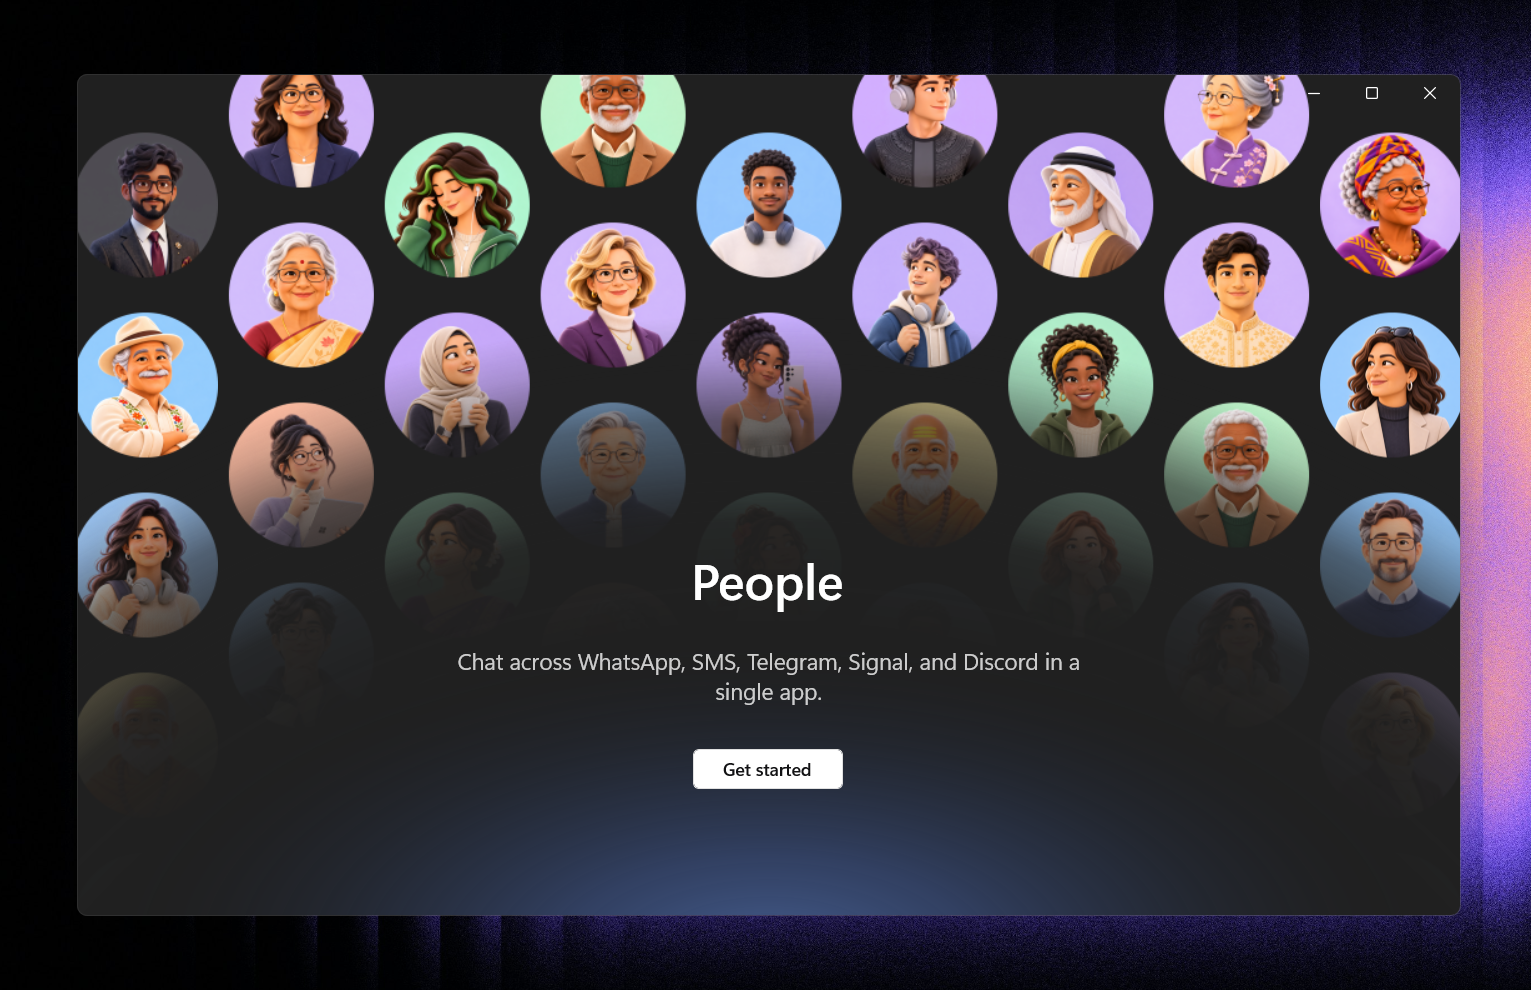 People
Chat across WhatsApp, SMS, Telegram, Signal, and Discord in a
single app.
Get started